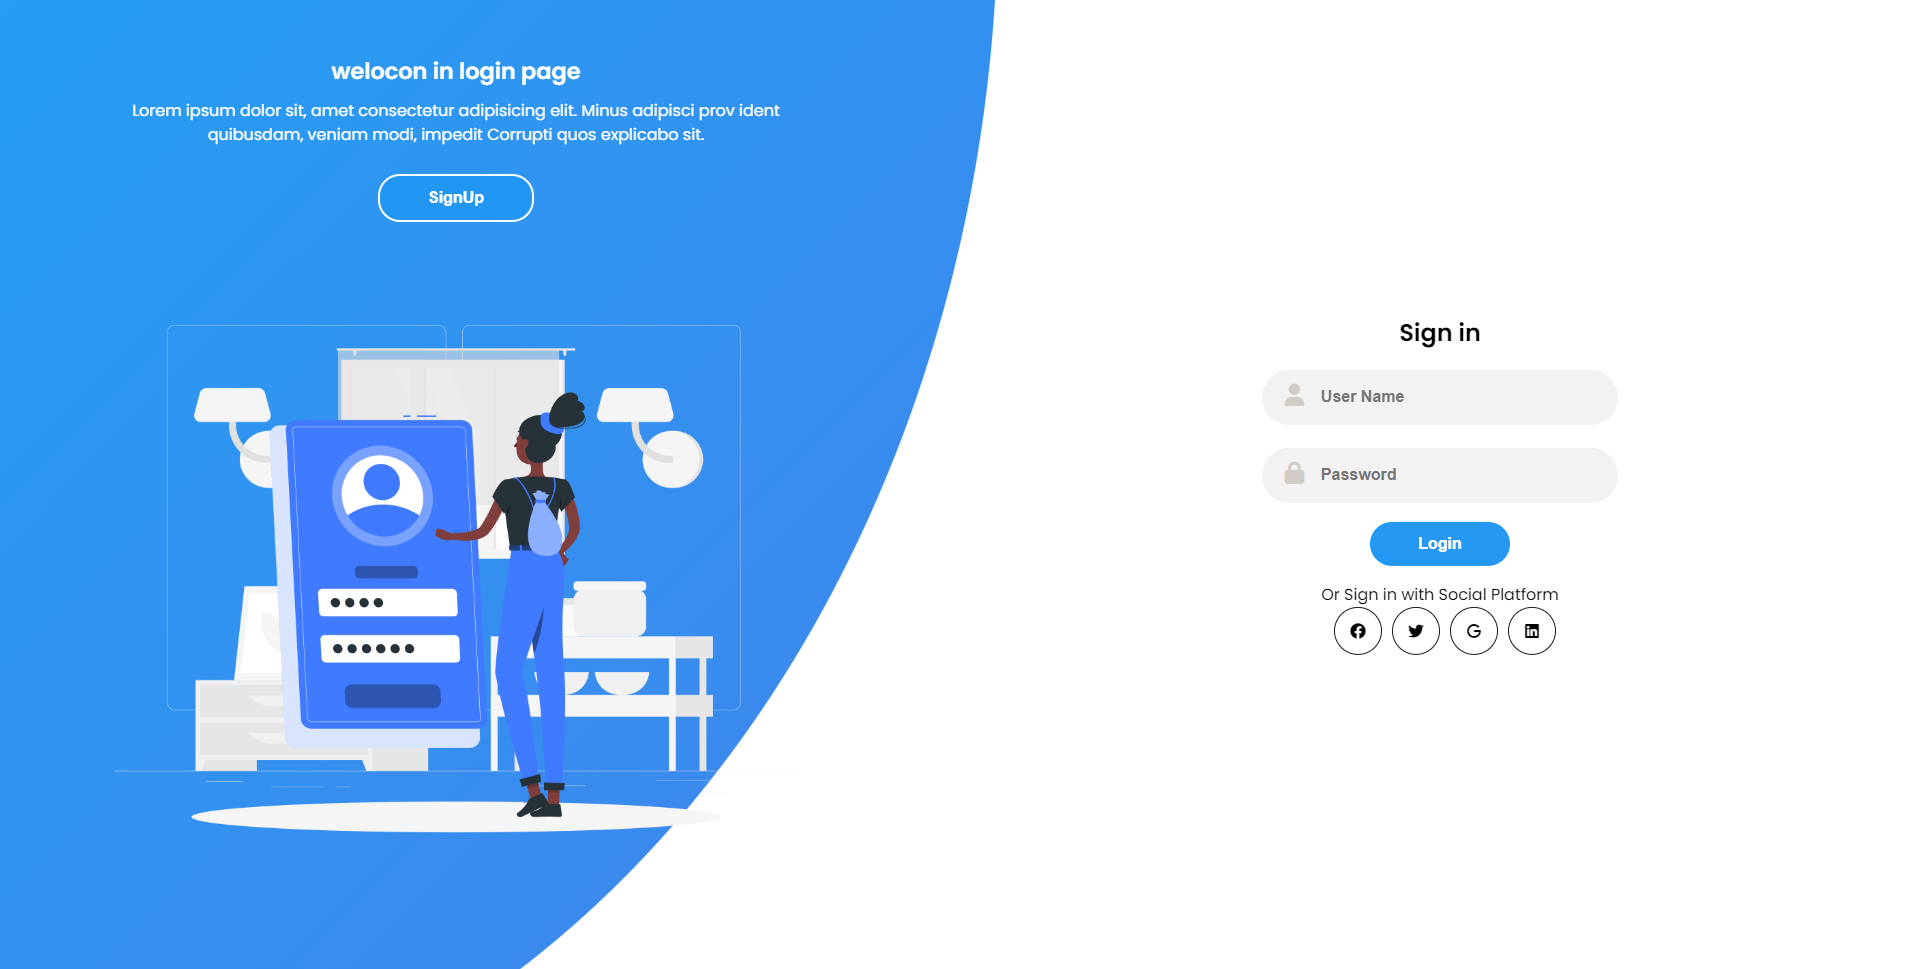 welocon in login page
Lorem ipsum dolor sit, amet consectetur adipisicing elit. Minus adipisci prov ident
quibusdam, veniam modi, impedit Corrupti quos explicabo sit.
SignUp
Sign in
User Name
Password
Login
Or Sign in with Social Platform